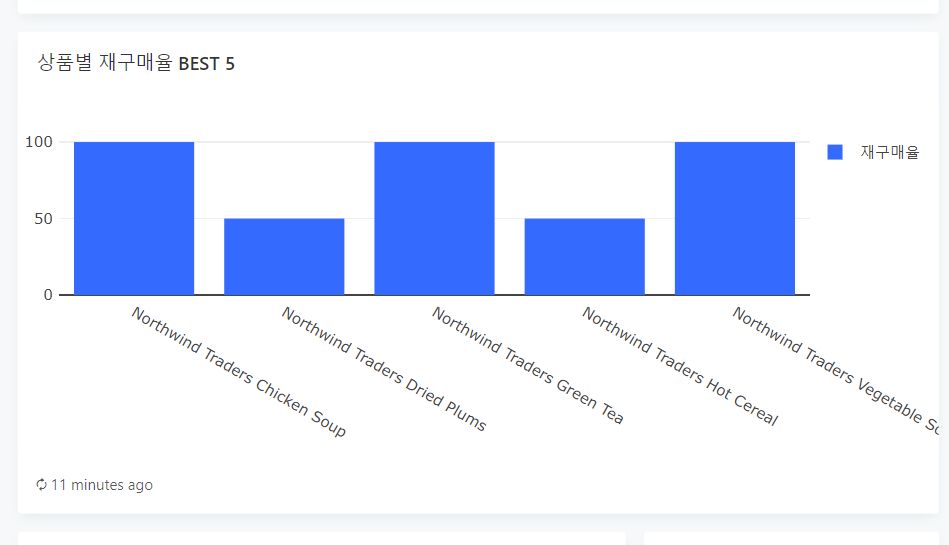 상품별 재구매율 BEST 5
100
50
0
재구매율
Northwind Traders Chicken Soup
Northwind Traders Dried Plums
Northwind Traders Green Tea
Northwind Traders Hot Cereal
Northwind Traders Vegetable
11 minutes ago